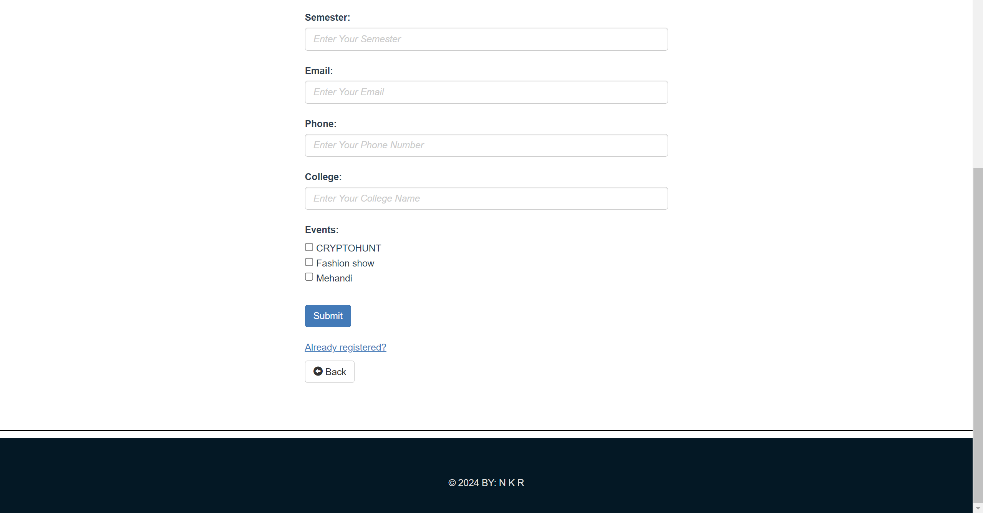 Semester:
Enter Your Semester
Email:
Enter Your Email
Phone:
Enter Your Phone Number
College:
Enter Your College Name
Events:
CRYPTOHUNT
Fashion show
Mehandi
Submit
Already registered?
Back
© 2024 BY: N K R